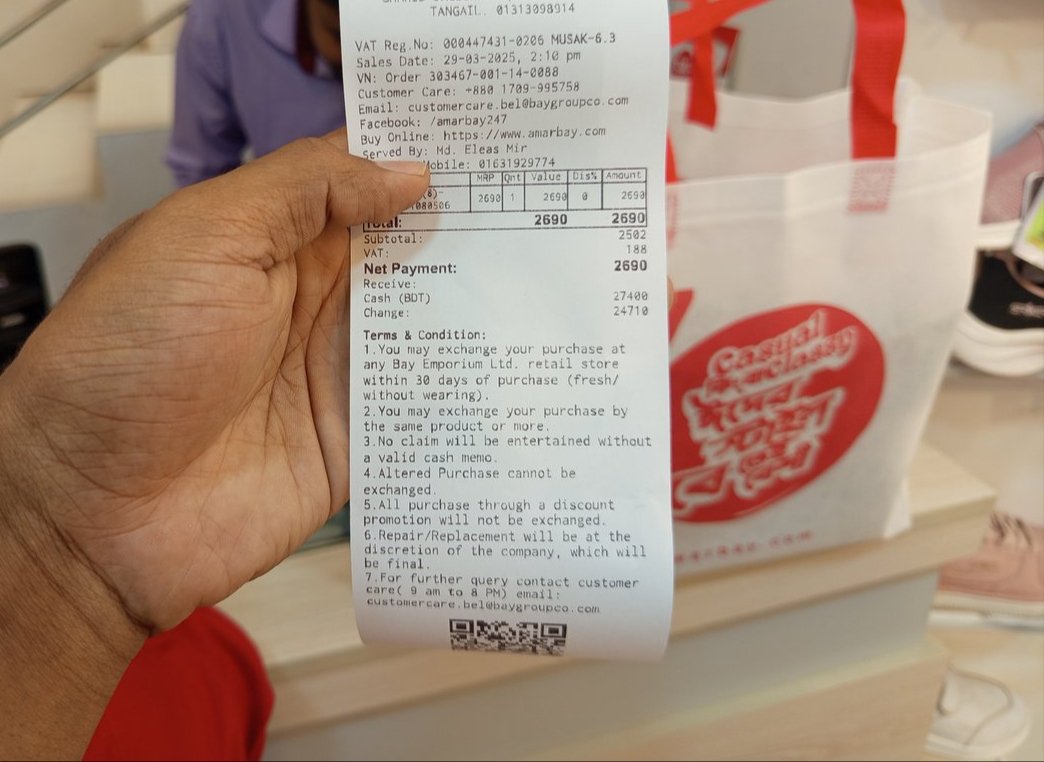 TANGAIL. 01313098914
VAT Reg.No: 000447431-0206 MUSAK-6.3
Sales Date: 29-03-2025, 2:10 pm
VN: Order 303467-001-14-0088
Customer Care: +880 1709-995758
Email: customercare.bel@baygroupco.com
Facebook: /amarbay247
Buy Online: https://www.amarbay.com
Served By: Md. Eleas Mir
Mobile: 01631929774
MRP Qnt Value Dis% Amount
(8)-
080506 2690 1 2690 0 2690
Total: 2690 2690
Subtotal: 2502
VAT: 188
Net Payment: 2690
Receive:
Cash (BDT) 27400
Change: 24710
Terms & Condition:
1.You may exchange your purchase at
any Bay Emporium Ltd. retail store
within 30 days of purchase (fresh/
without wearing).
2.You may exchange your purchase by
the same product or more.
3.No claim will be entertained without
a valid cash memo.
4.Altered Purchase cannot be
exchanged.
5.All purchase through a discount
promotion will not be exchanged.
6.Repair/Replacement will be at the
discretion of the company, which will
be final.
7.For further query contact customer
care( 9 am to 8 PM) email:
customercare.bel@baygroupco.com
Casual